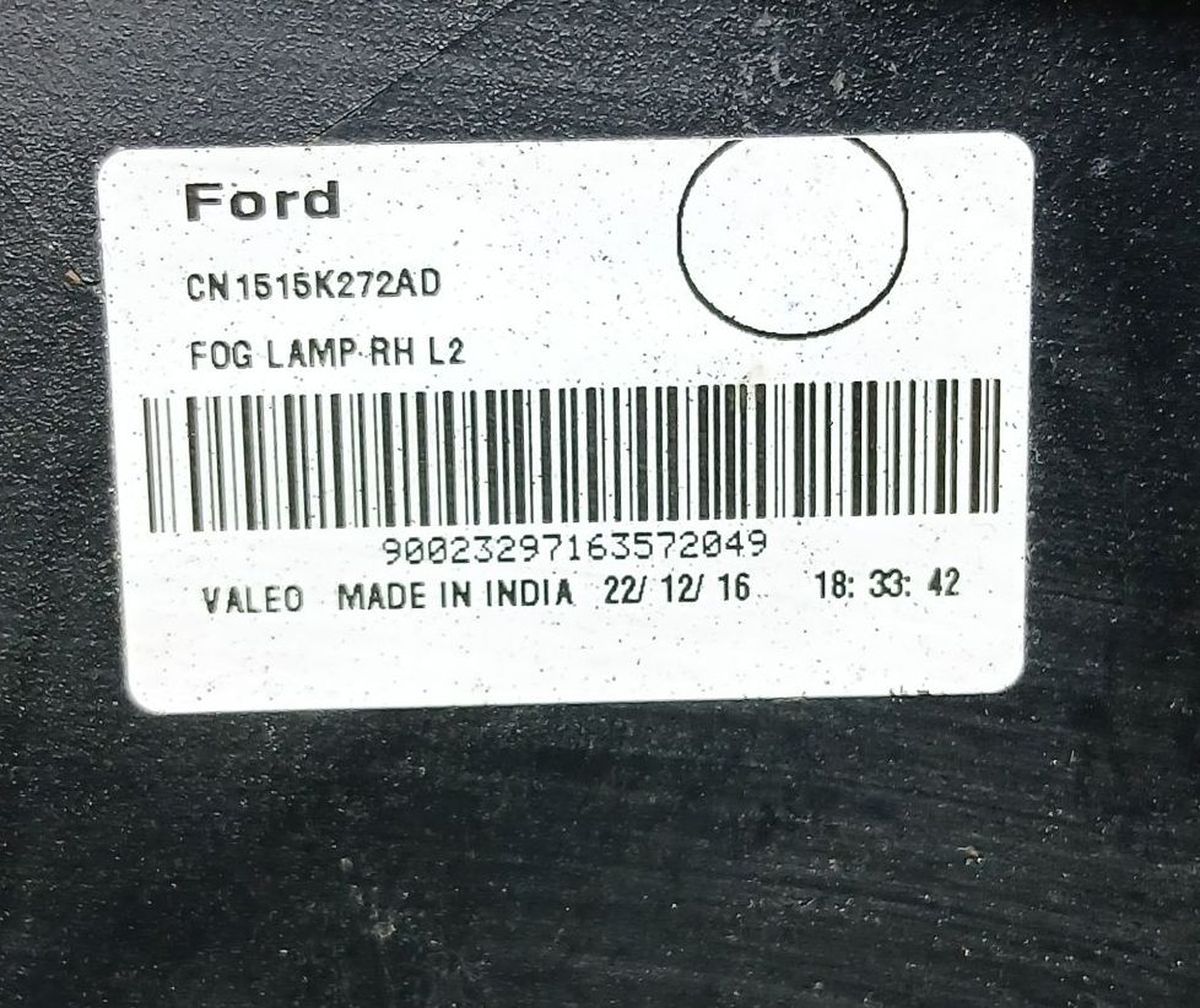 Ford
CN1515K272AD
FOG LAMP RH L2
90023297163572049
VALEO MADE IN INDIA 22/ 12/ 16 18: 33: 42